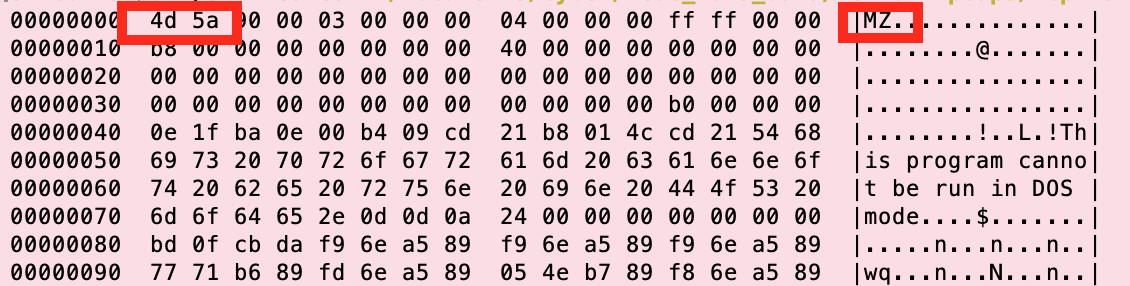 00000000 4d 5a 90 00 03 00 00 00 04 00 00 00 ff ff 00 00 |MZ..............|
00000010 b8 00 00 00 00 00 00 00 40 00 00 00 00 00 00 00 |........@.......|
00000020 00 00 00 00 00 00 00 00 00 00 00 00 00 00 00 00 |................|
00000030 00 00 00 00 00 00 00 00 00 00 00 00 b0 00 00 00 |................|
00000040 0e 1f ba 0e 00 b4 09 cd 21 b8 01 4c cd 21 54 68 |........!..L.!Th|
00000050 69 73 20 70 72 6f 67 72 61 6d 20 63 61 6e 6e 6f |is program canno|
00000060 74 20 62 65 20 72 75 6e 20 69 6e 20 44 4f 53 20 |t be run in DOS |
00000070 6d 6f 64 65 2e 0d 0d 0a 24 00 00 00 00 00 00 00 |mode....$.......|
00000080 bd 0f cb da f9 6e a5 89 f9 6e a5 89 f9 6e a5 89 |.....n...n...n..|
00000090 77 71 b6 89 fd 6e a5 89 05 4e b7 89 f8 6e a5 89 |wq...n...N...n..|